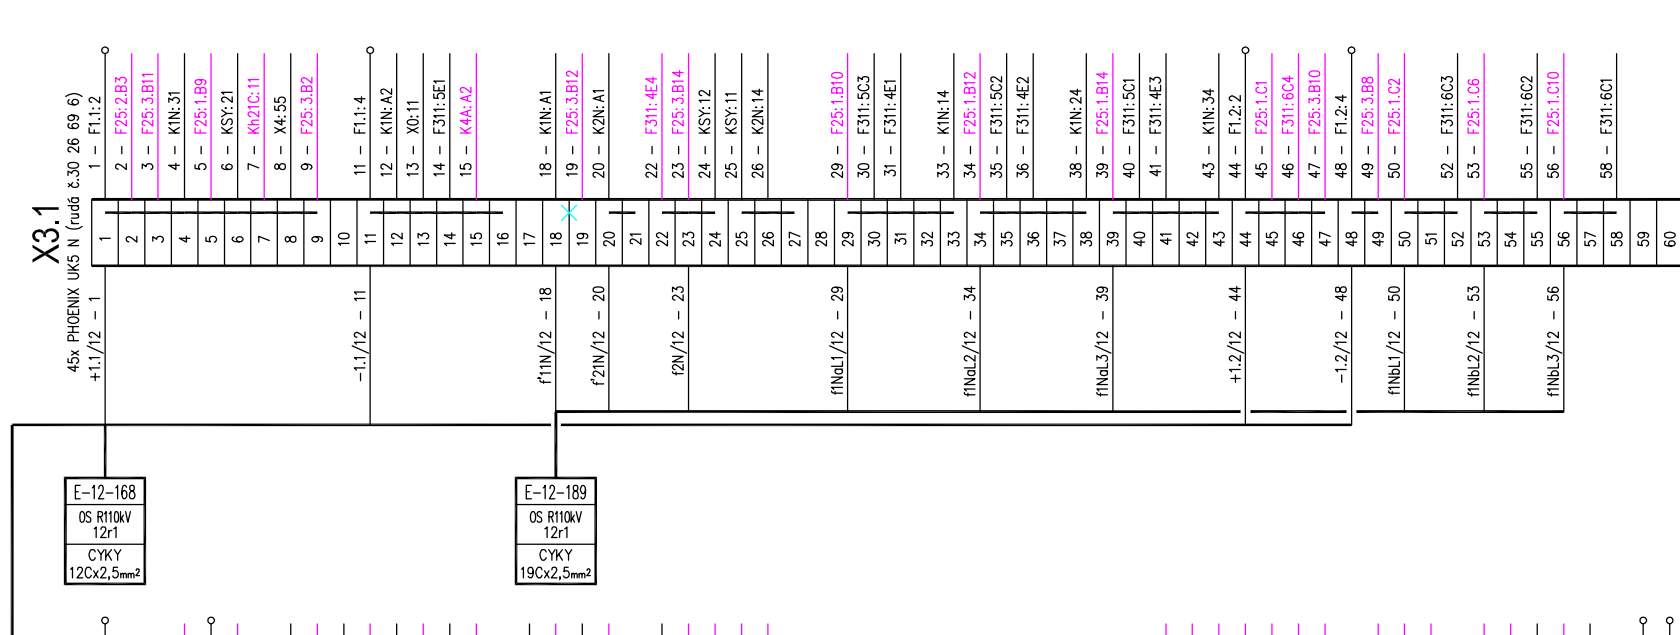 X3.1
45x PHOENIX UK5 N (rudé č.30 26 69 6)
1 - F1.1:2
2 - F25:2.B3
3 - F25:3.B11
4 - K1N:31
5 - F25:1.B9
6 - KSY:21
7 - Kh21C:11
8 - X4:55
9 - F25:3.B2
11 - F1.1:4
12 - K1N:A2
13 - X0:11
14 - F311:5E1
15 - K4A:A2
18 - K1N:A1
19 - F25:3.B12
20 - K2N:A1
22 - F311:4E4
23 - F25:3.B14
24 - KSY:12
25 - KSY:11
26 - K2N:14
29 - F25:1.B10
30 - F311:5C3
31 - F311:4E1
33 - K1N:14
34 - F25:1.B12
35 - F311:5C2
36 - F311:4E2
38 - K1N:24
39 - F25:1.B14
40 - F311:5C1
41 - F311:4E3
43 - K1N:34
44 - F1.2:2
45 - F25:1.C1
46 - F311:6C4
47 - F25:3.B10
48 - F1.2:4
49 - F25:3.B8
50 - F25:1.C2
52 - F311:6C3
53 - F25:1.C6
55 - F311:6C2
56 - F25:1.C10
58 - F311:6C1
1 2 3 4 5 6 7 8 9 10 11 12 13 14 15 16 17 18 19 20 21 22 23 24 25 26 27 28 29 30 31 32 33 34 35 36 37 38 39 40 41 42 43 44 45 46 47 48 49 50 51 52 53 54 55 56 57 58 59 60
+1.1/12 - 1
-1.1/12 - 11
f'11N/12 - 18
f'21N/12 - 20
f2N/12 - 23
f1NaL1/12 - 29
f1NaL2/12 - 34
f1NaL3/12 - 39
+1.2/12 - 44
-1.2/12 - 48
f1NbL1/12 - 50
f1NbL2/12 - 53
f1NbL3/12 - 56
E-12-168
OS R110kV
12r1
CYKY
12Cx2,5mm²
E-12-189
OS R110kV
12r1
CYKY
19Cx2,5mm²